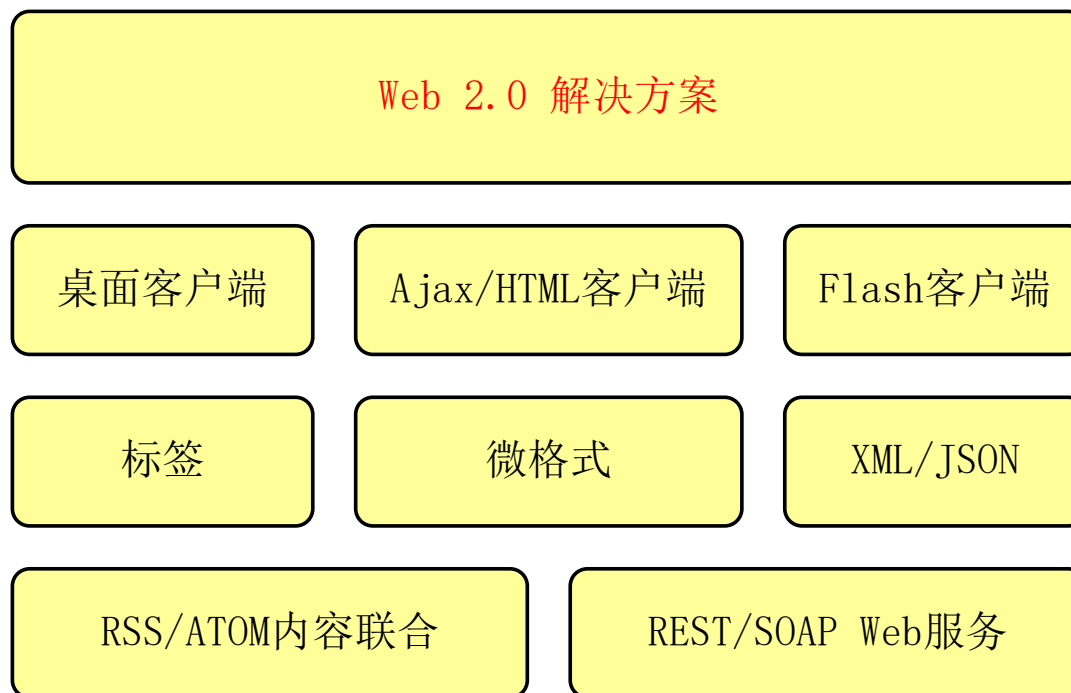 Web 2.0 解决方案
桌面客户端
Ajax/HTML客户端
Flash客户端
标签
微格式
XML/JSON
RSS/ATOM内容联合
REST/SOAP Web服务